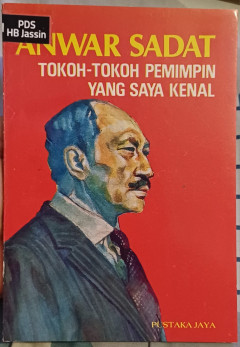 PDS
HB Jassin
ANWAR SADAT
TOKOH-TOKOH PEMIMPIN
YANG SAYA KENAL
PUSTAKA JAYA